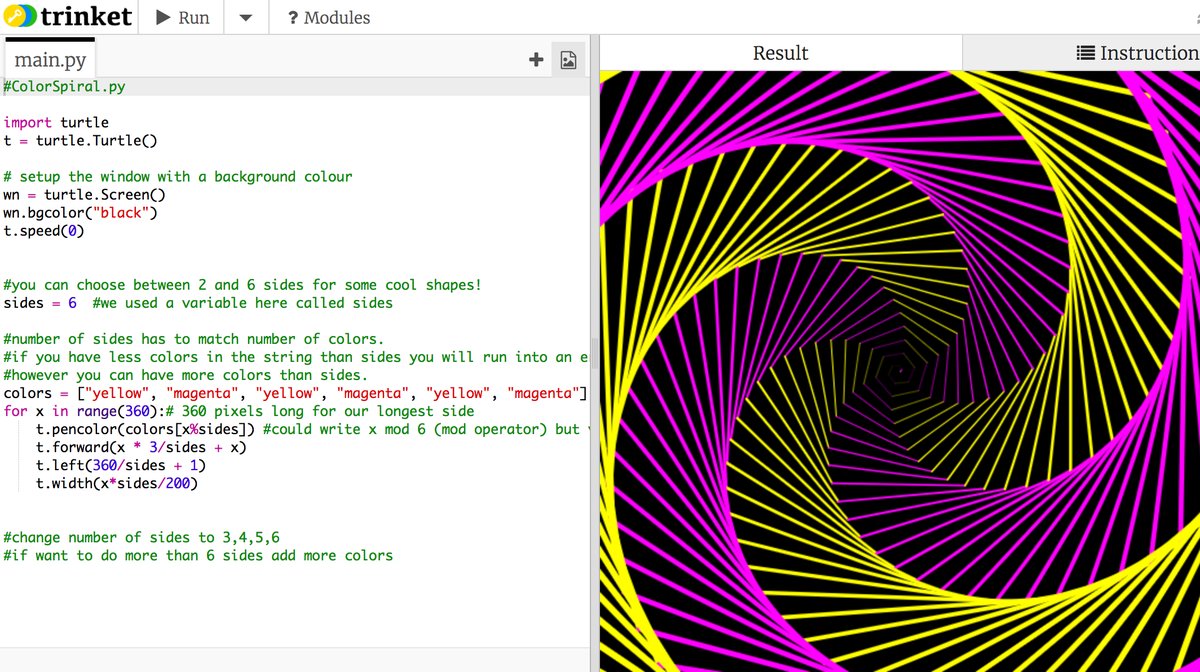 trinket
Run
? Modules
main.py
Result
Instruction
#ColorSpiral.py
import turtle
t = turtle.Turtle()
# setup the window with a background colour
wn = turtle.Screen()
wn.bgcolor("black")
t.speed(0)
#you can choose between 2 and 6 sides for some cool shapes!
sides = 6  #we used a variable here called sides
#number of sides has to match number of colors.
#if you have less colors in the string than sides you will run into an e
#however you can have more colors than sides.
colors = ["yellow", "magenta", "yellow", "magenta", "yellow", "magenta"]
for x in range(360):# 360 pixels long for our longest side
    t.pencolor(colors[x%sides]) #could write x mod 6 (mod operator) but
    t.forward(x * 3/sides + x)
    t.left(360/sides + 1)
    t.width(x*sides/200)
#change number of sides to 3,4,5,6
#if want to do more than 6 sides add more colors